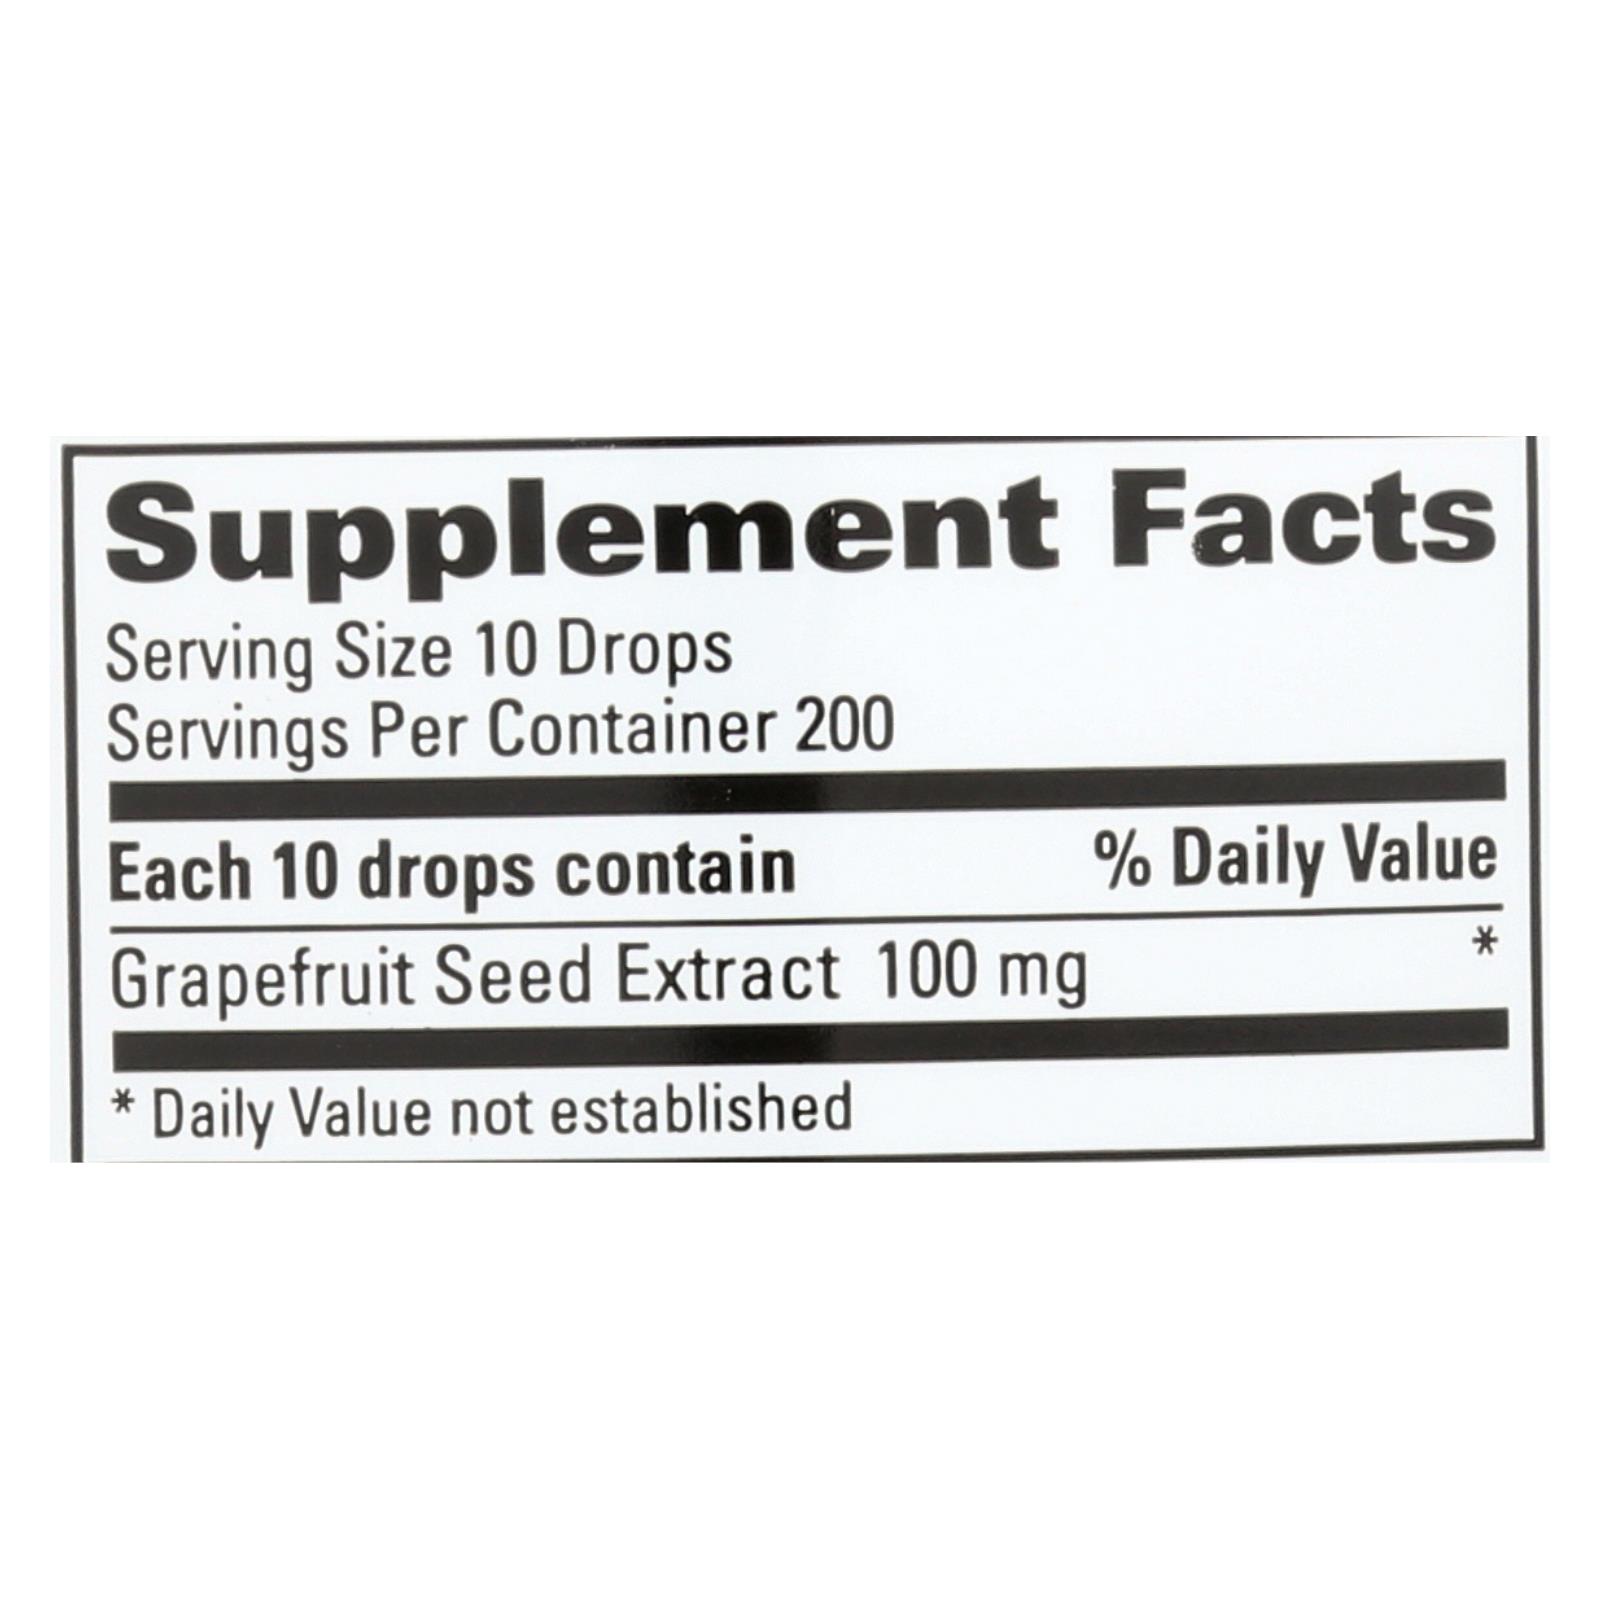 Supplement Facts
Serving Size 10 Drops
Servings Per Container 200
Each 10 drops contain % Daily Value
Grapefruit Seed Extract 100 mg *
* Daily Value not established